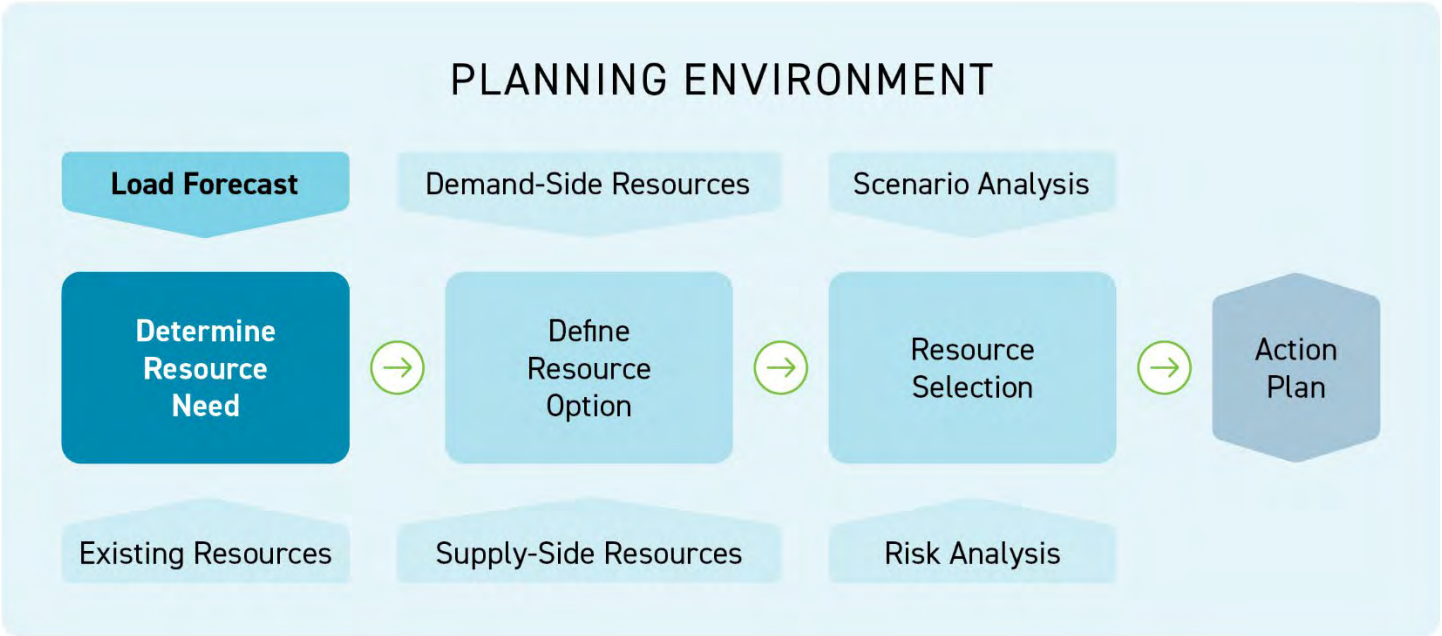 PLANNING ENVIRONMENT
Load Forecast
Demand-Side Resources
Scenario Analysis
Determine
Resource
Need
Define
Resource
Option
Resource
Selection
Action
Plan
Existing Resources
Supply-Side Resources
Risk Analysis